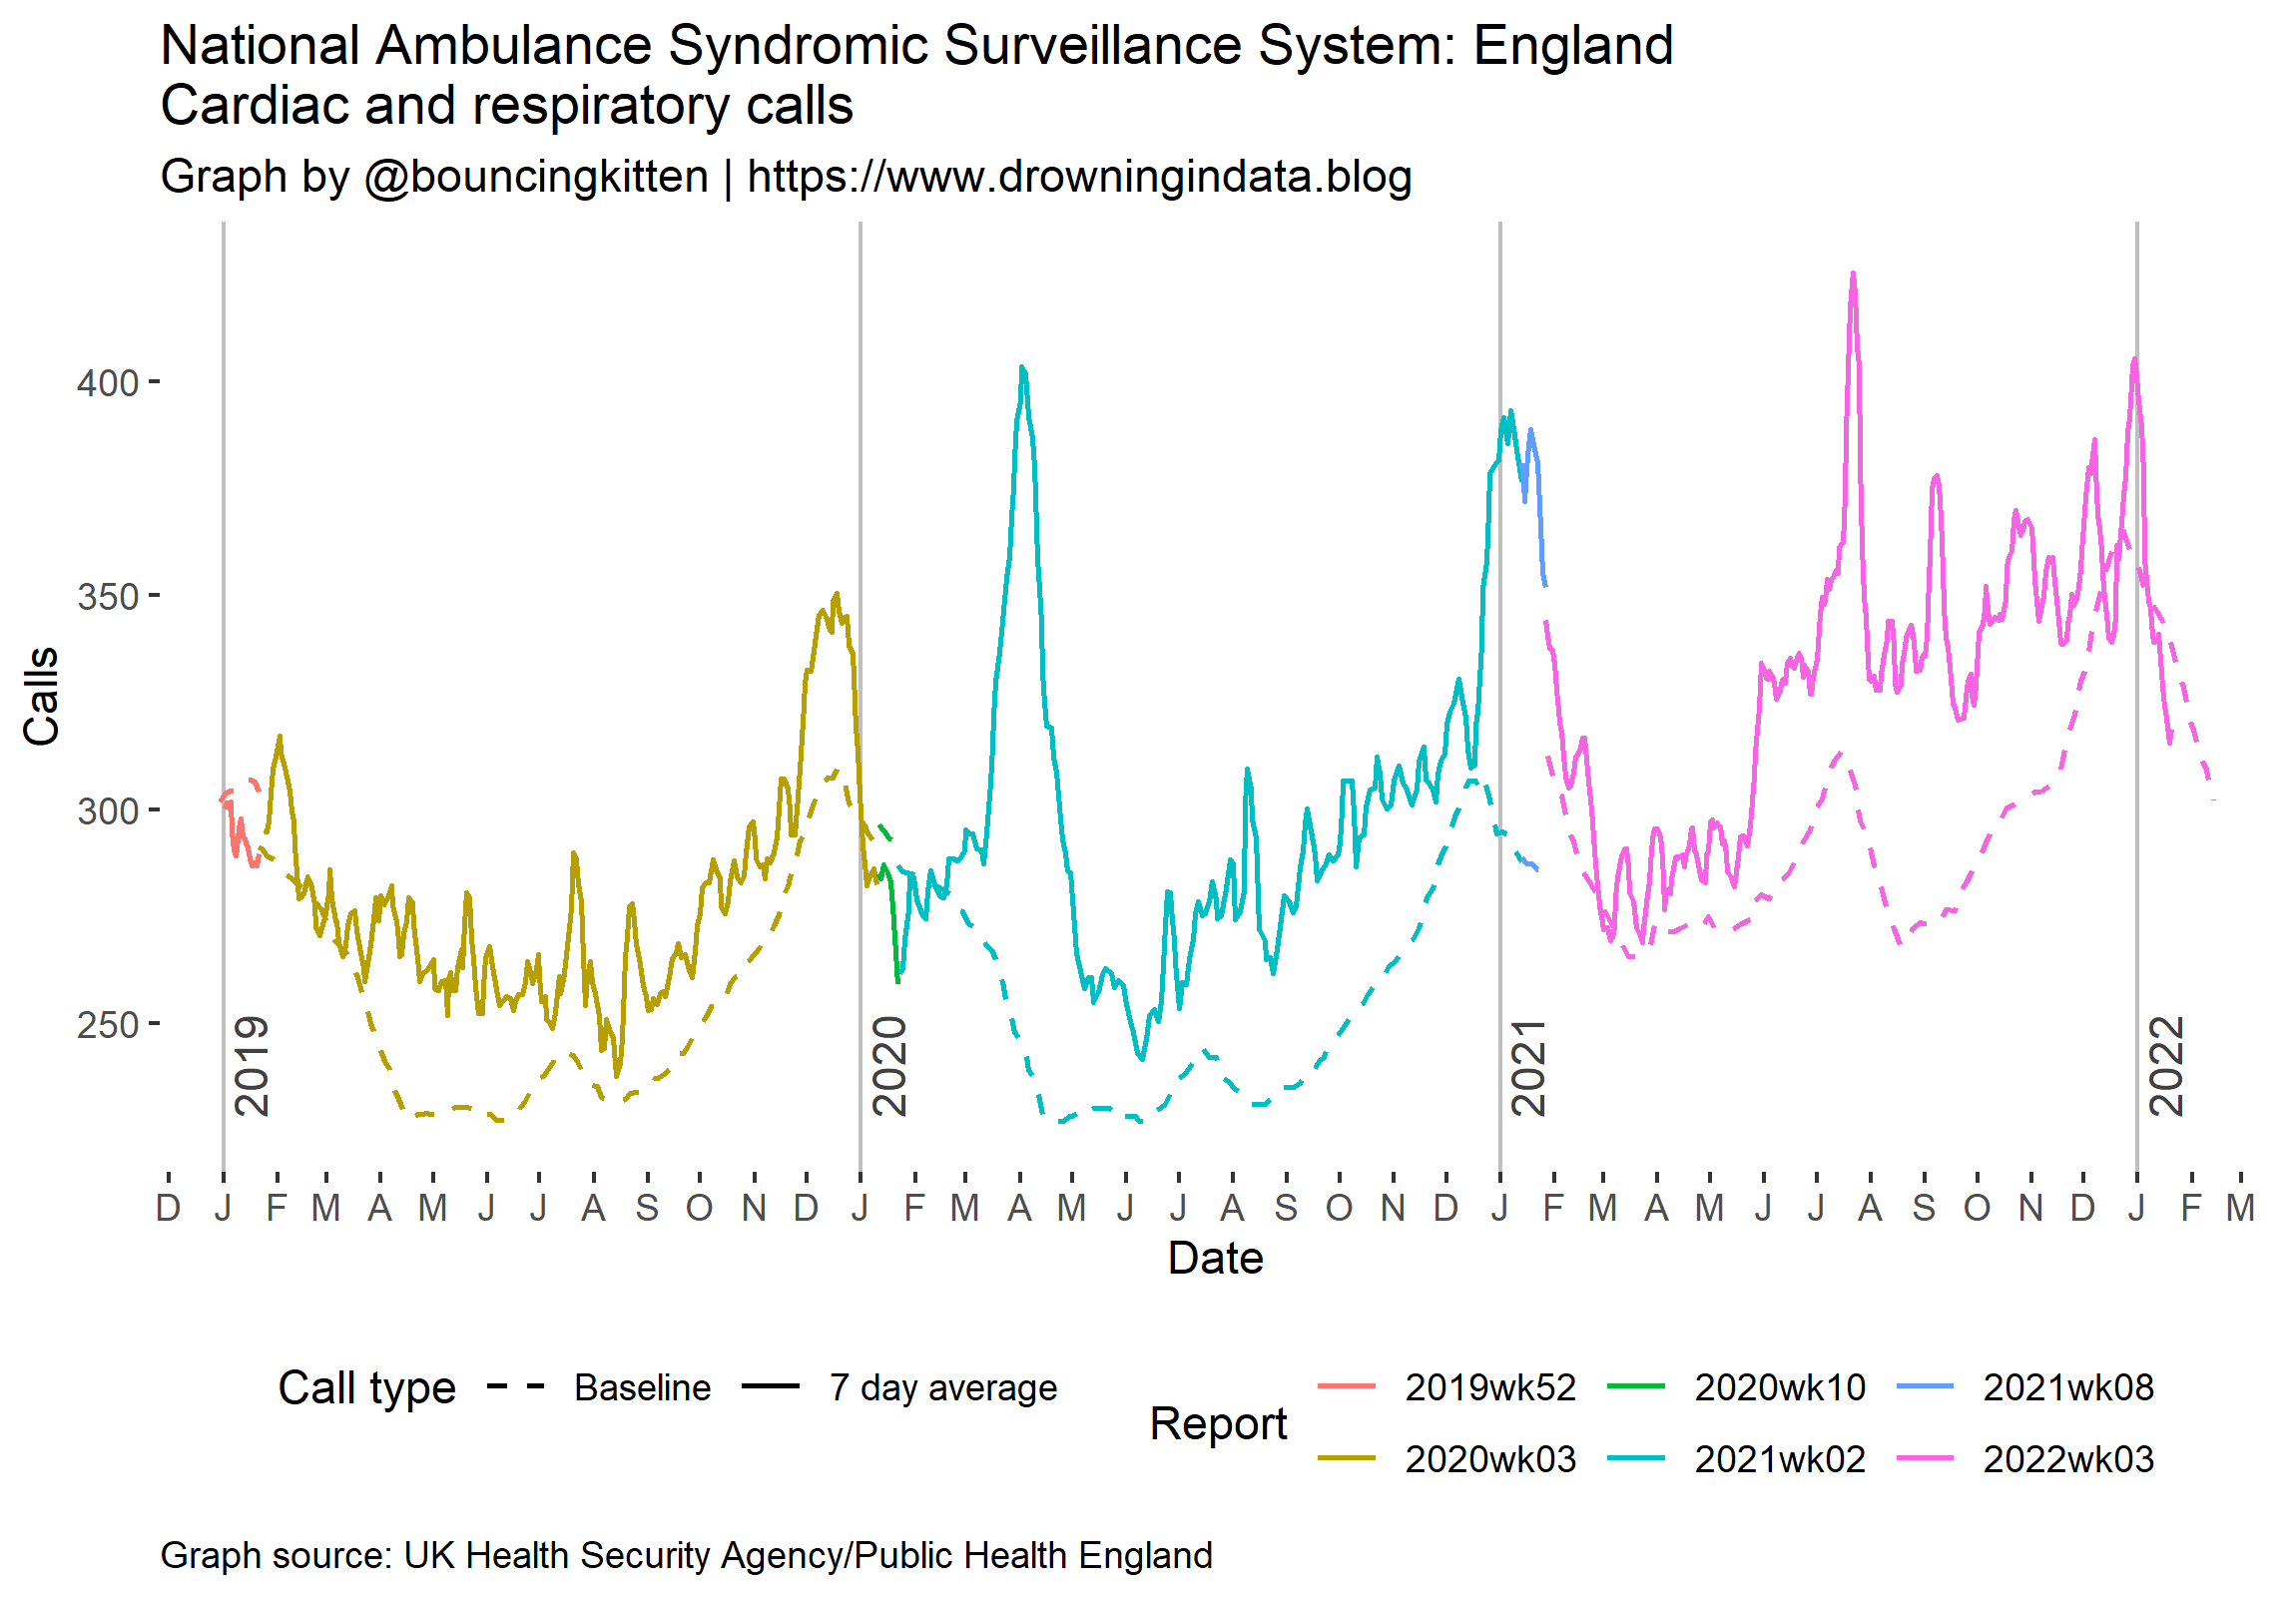 National Ambulance Syndromic Surveillance System: England
Cardiac and respiratory calls
Graph by @bouncingkitten | https://www.drowningindata.blog
Calls
400
350
300
250
2019
2020
2021
2022
D J F M A M J J A S O N D J F M A M J J A S O N D J F M A M J J A S O N D J F M
Date
Call type Baseline 7 day average
Report
2019wk52 2020wk10 2021wk08
2020wk03 2021wk02 2022wk03
Graph source: UK Health Security Agency/Public Health England